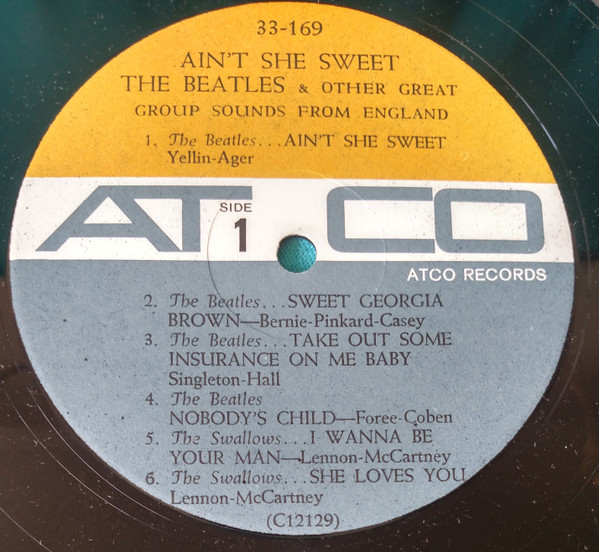 33-169
AIN'T SHE SWEET
THE BEATLES & OTHER GREAT
GROUP SOUNDS FROM ENGLAND
1. The Beatles...AIN'T SHE SWEET
Yellin-Ager
ATCO
SIDE
1
ATCO RECORDS
2. The Beatles...SWEET GEORGIA
BROWN—Bernie-Pinkard-Casey
3. The Beatles...TAKE OUT SOME
INSURANCE ON ME BABY
Singleton-Hall
4. The Beatles
NOBODY'S CHILD—Foree-Coben
5. The Swallows...I WANNA BE
YOUR MAN—Lennon-McCartney
6. The Swallows...SHE LOVES YOU
Lennon-McCartney
(C12129)